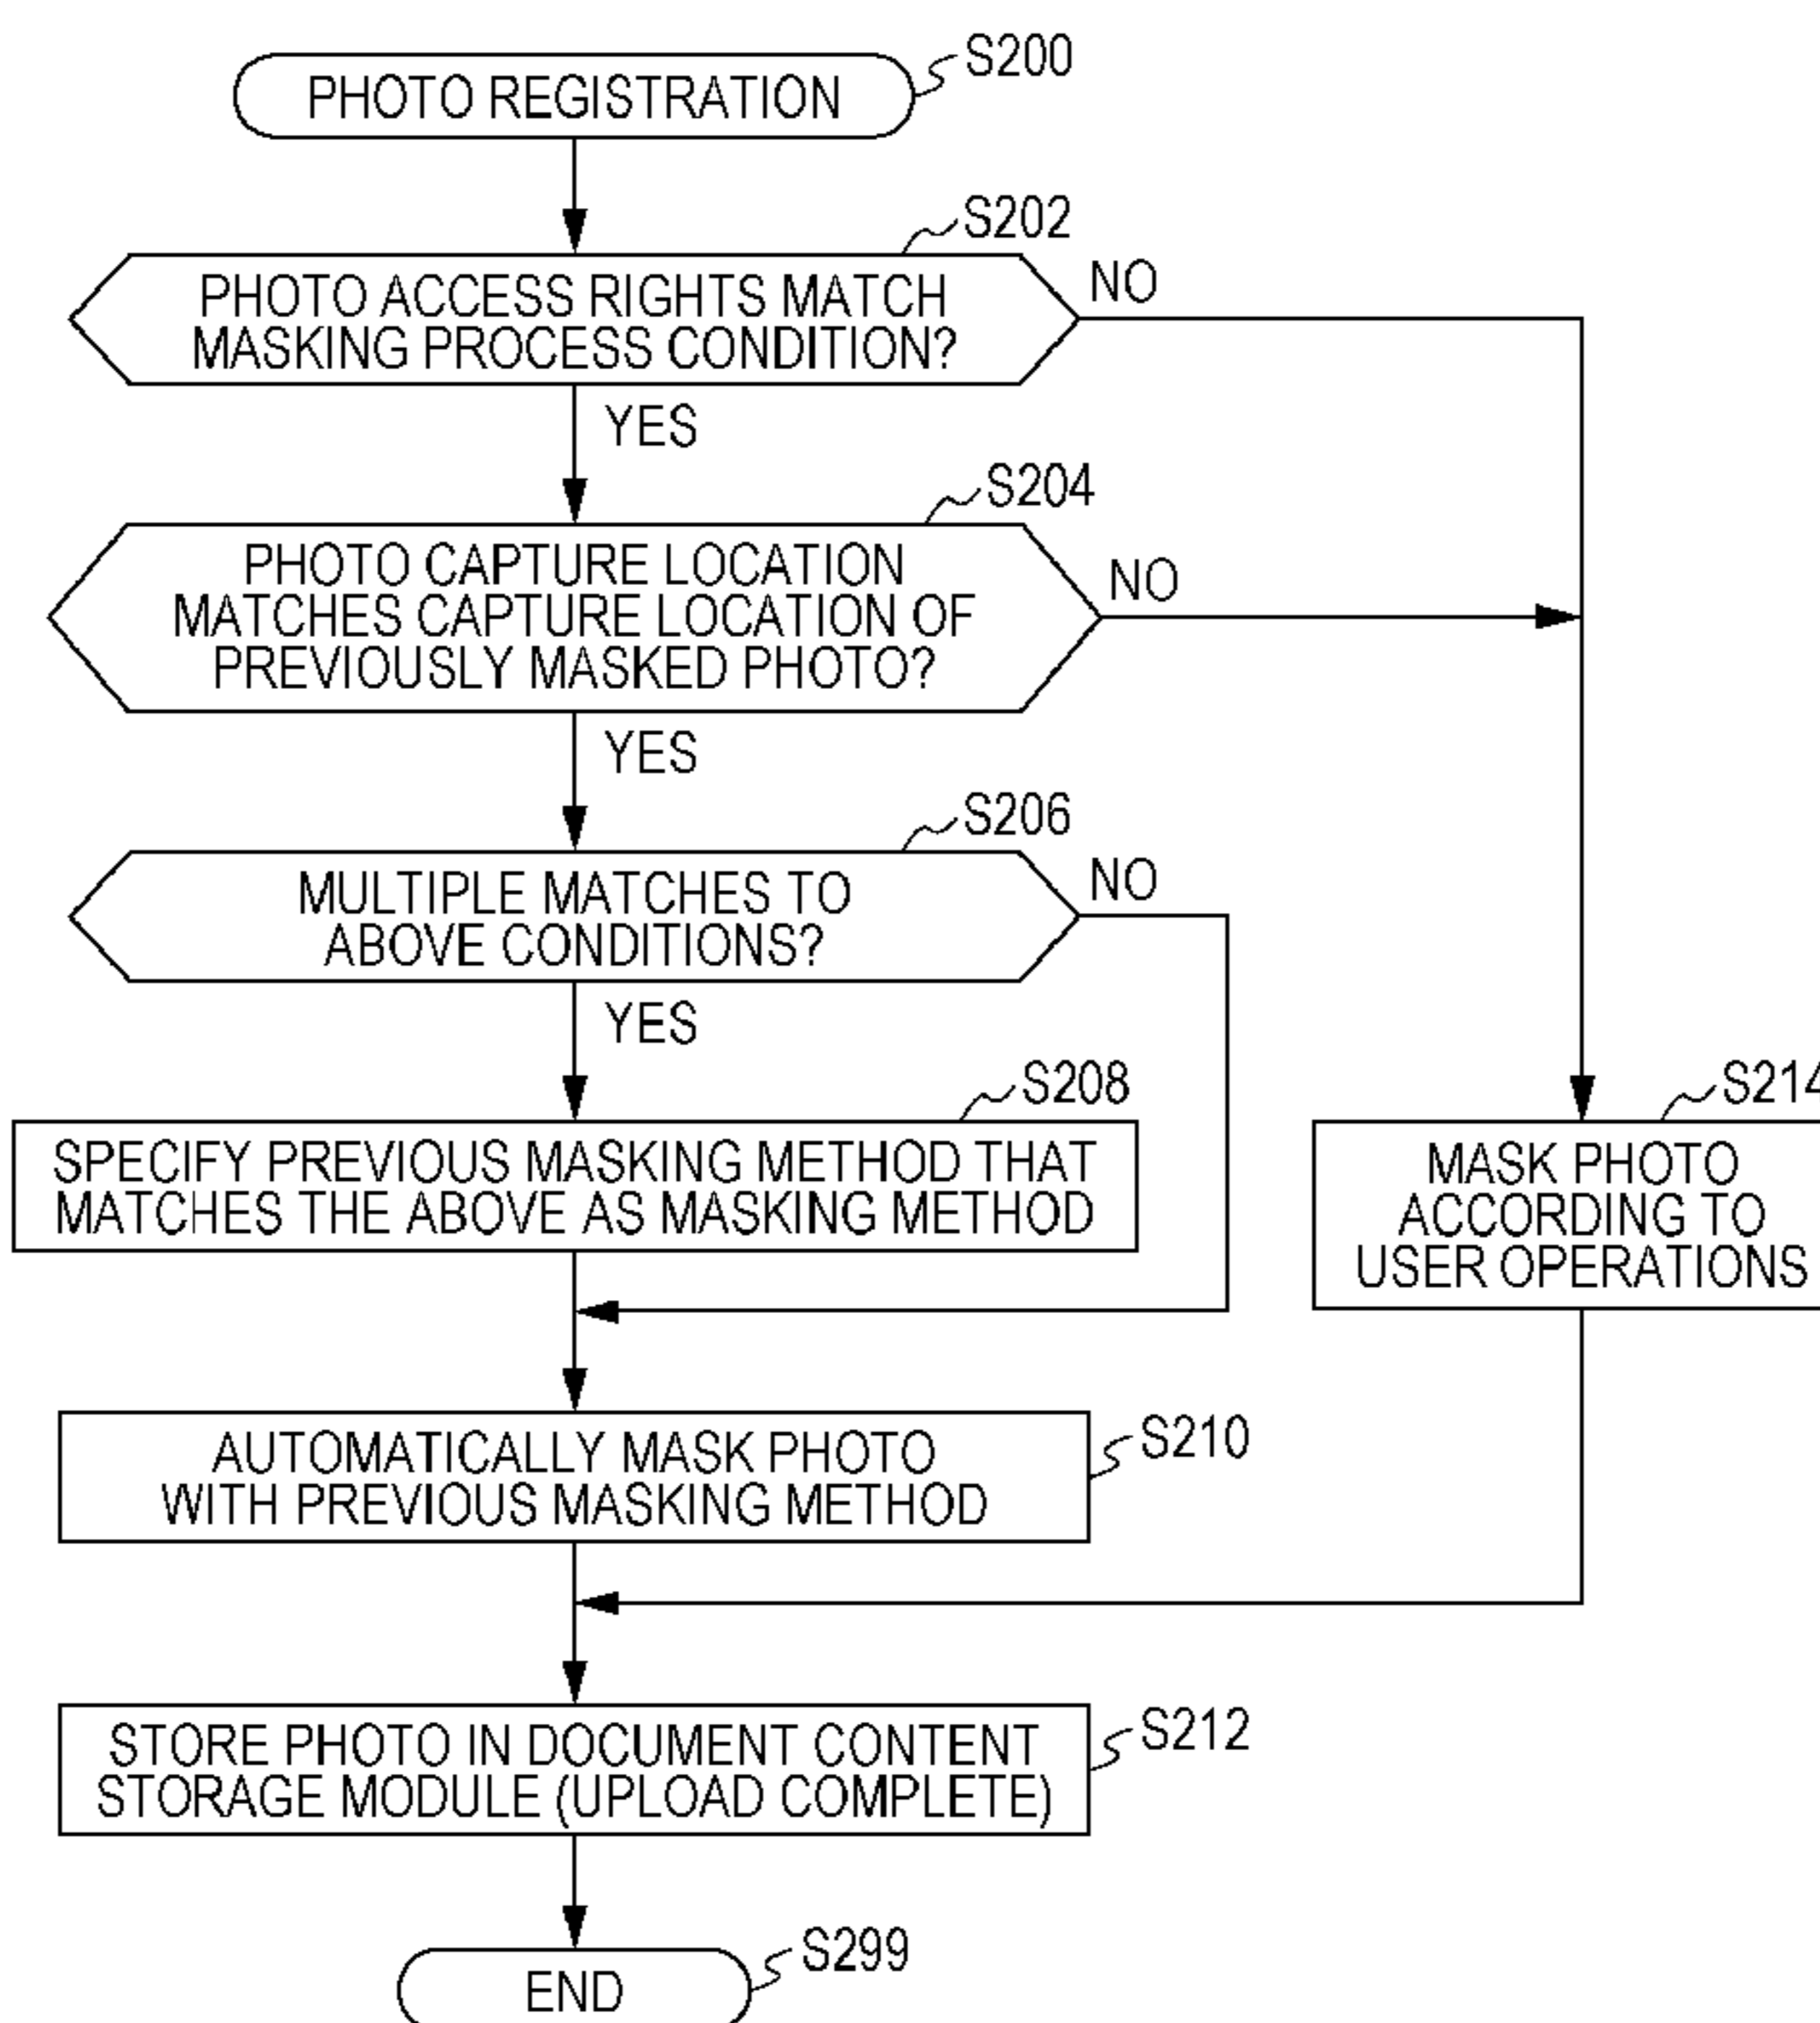 S200
PHOTO REGISTRATION
S202
PHOTO ACCESS RIGHTS MATCH
MASKING PROCESS CONDITION?
NO
YES
S204
PHOTO CAPTURE LOCATION
MATCHES CAPTURE LOCATION OF
PREVIOUSLY MASKED PHOTO?
NO
YES
S206
MULTIPLE MATCHES TO
ABOVE CONDITIONS?
NO
YES
S208
SPECIFY PREVIOUS MASKING METHOD THAT
MATCHES THE ABOVE AS MASKING METHOD
S214
MASK PHOTO
ACCORDING TO
USER OPERATIONS
S210
AUTOMATICALLY MASK PHOTO
WITH PREVIOUS MASKING METHOD
S212
STORE PHOTO IN DOCUMENT CONTENT
STORAGE MODULE (UPLOAD COMPLETE)
S299
END